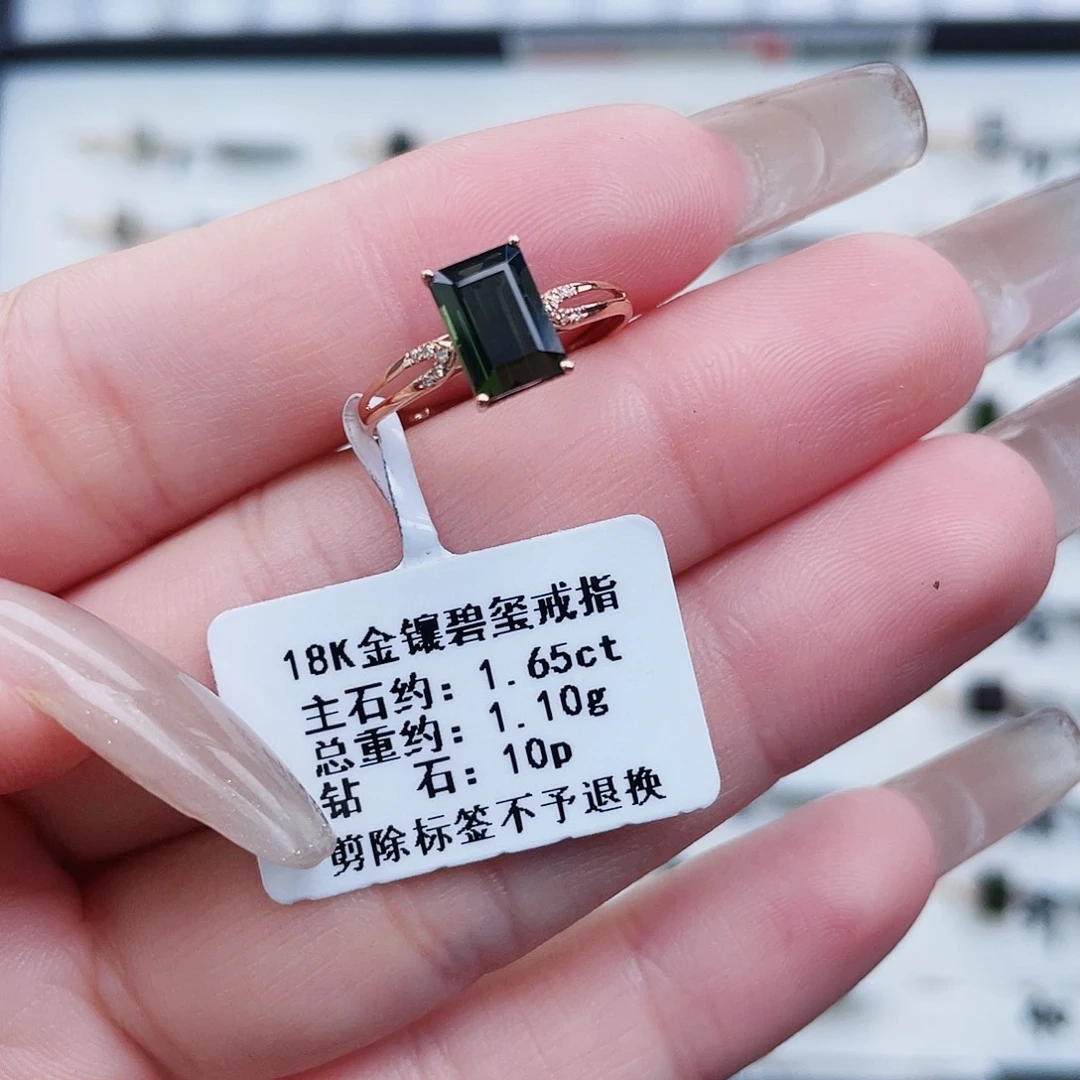 18K金镶碧玺戒指
主石约: 1.65ct
总重约: 1.10g
钻 石: 10p
剪除标签不予退换